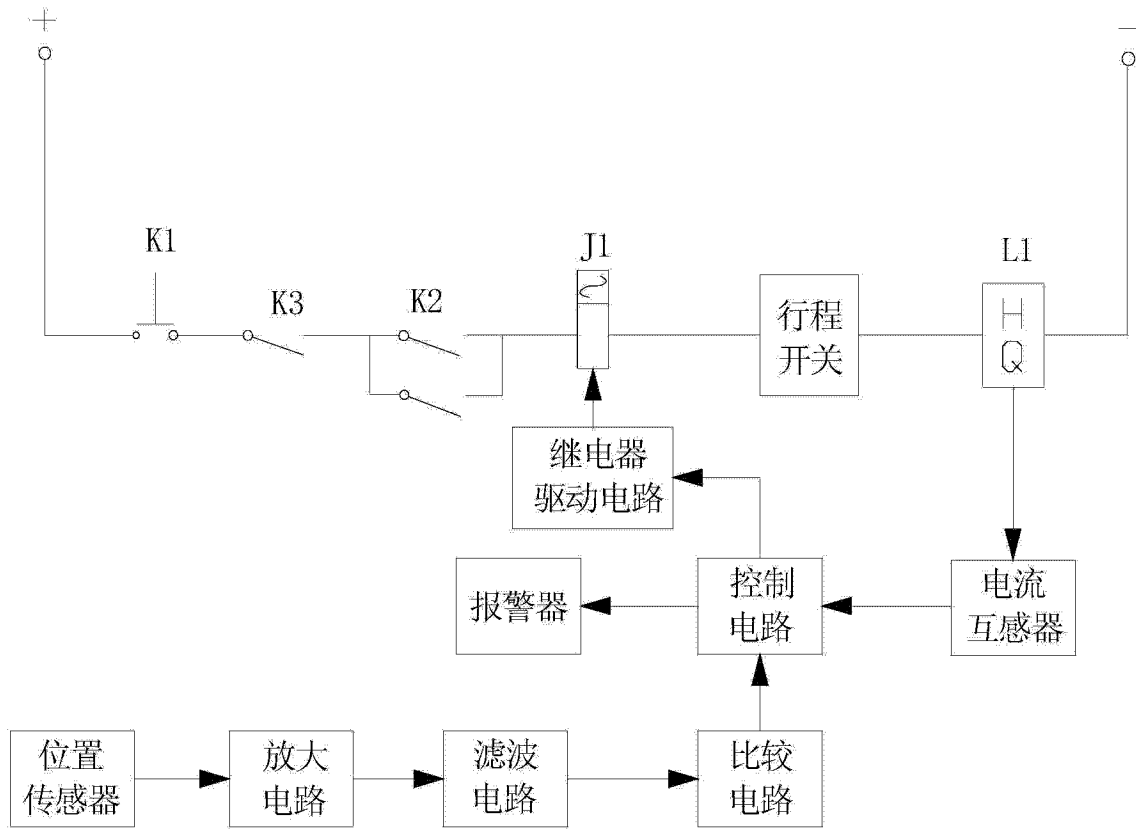 +
−
K1
K3
K2
J1
L1
行程
开关
H
Q
继电器
驱动电路
报警器
控制
电路
电流
互感器
位置
传感器
放大
电路
滤波
电路
比较
电路